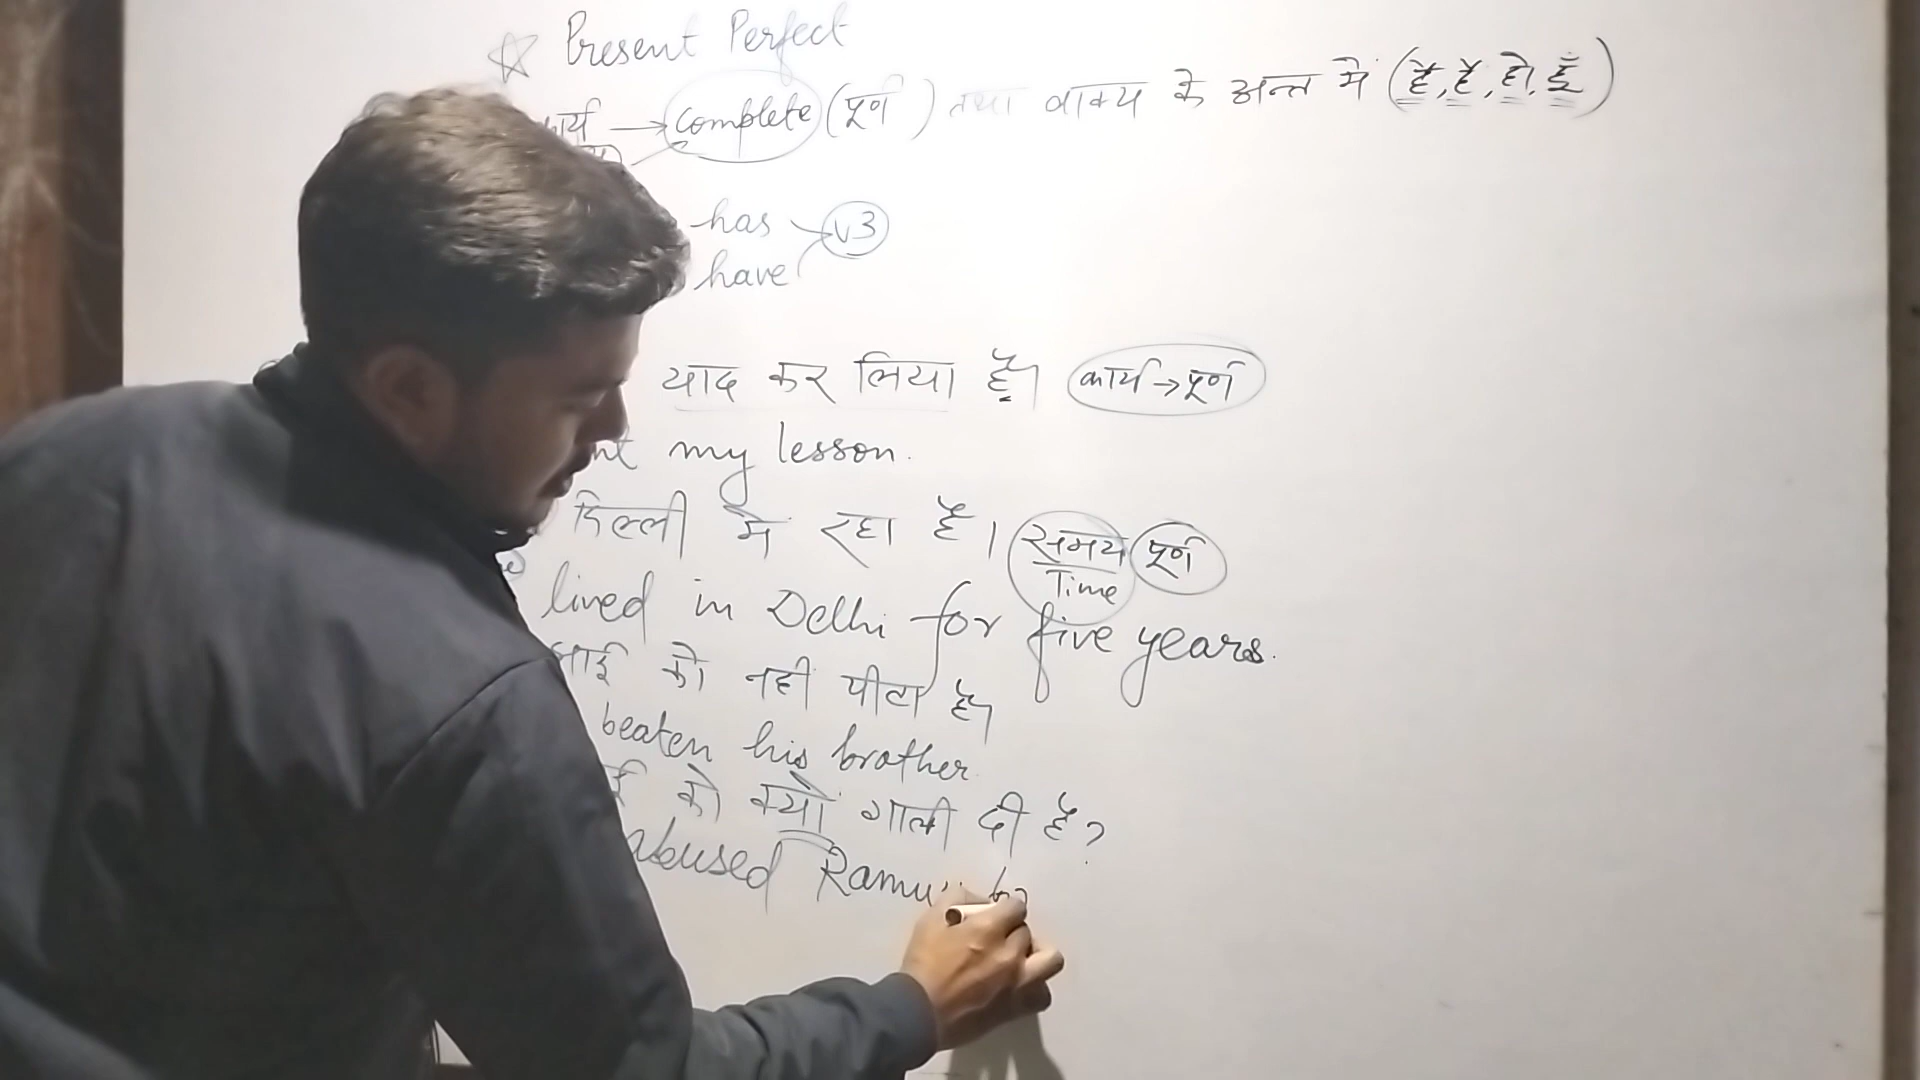 ☆ Present Perfect
कार्य → Complete (पूर्ण) तथा वाक्य के अन्त मे (है, हैं, हो, हूँ)
has
have
v3
याद कर लिया है। कार्य → पूर्ण
my lesson.
दिल्ली मे रहा है। समय पूर्ण
Time
lived in Delhi for five years.
भाई को नही पीटा है।
beaten his brother.
को क्यों गाली दी है?
abused Ramu's